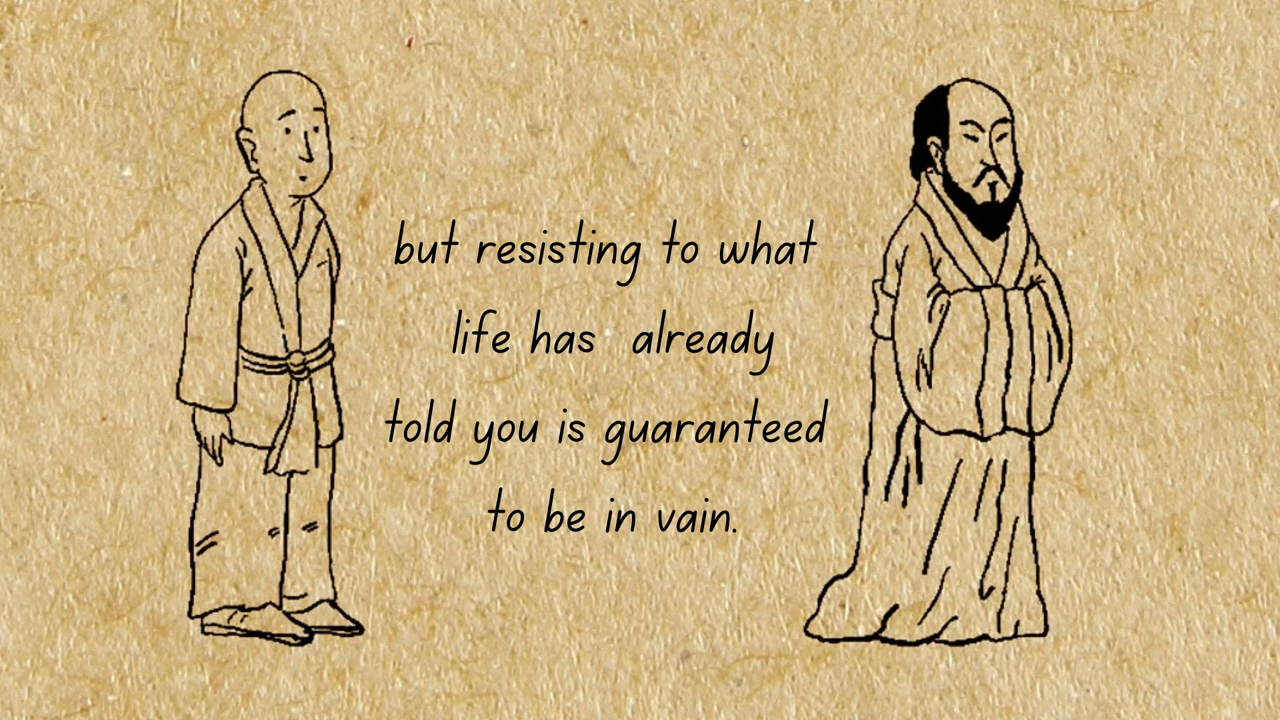 but resisting to what
life has already
told you is guaranteed
to be in vain.